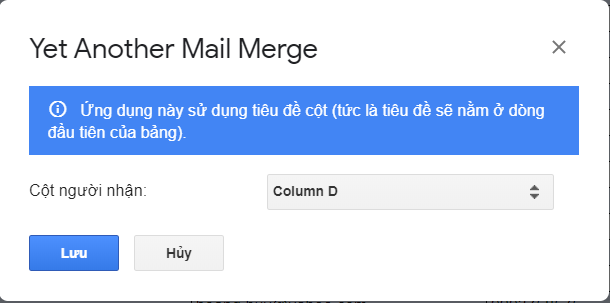 Yet Another Mail Merge
Ứng dụng này sử dụng tiêu đề cột (tức là tiêu đề sẽ nằm ở dòng
đầu tiên của bảng).
Cột người nhận: Column D
Lưu Hủy